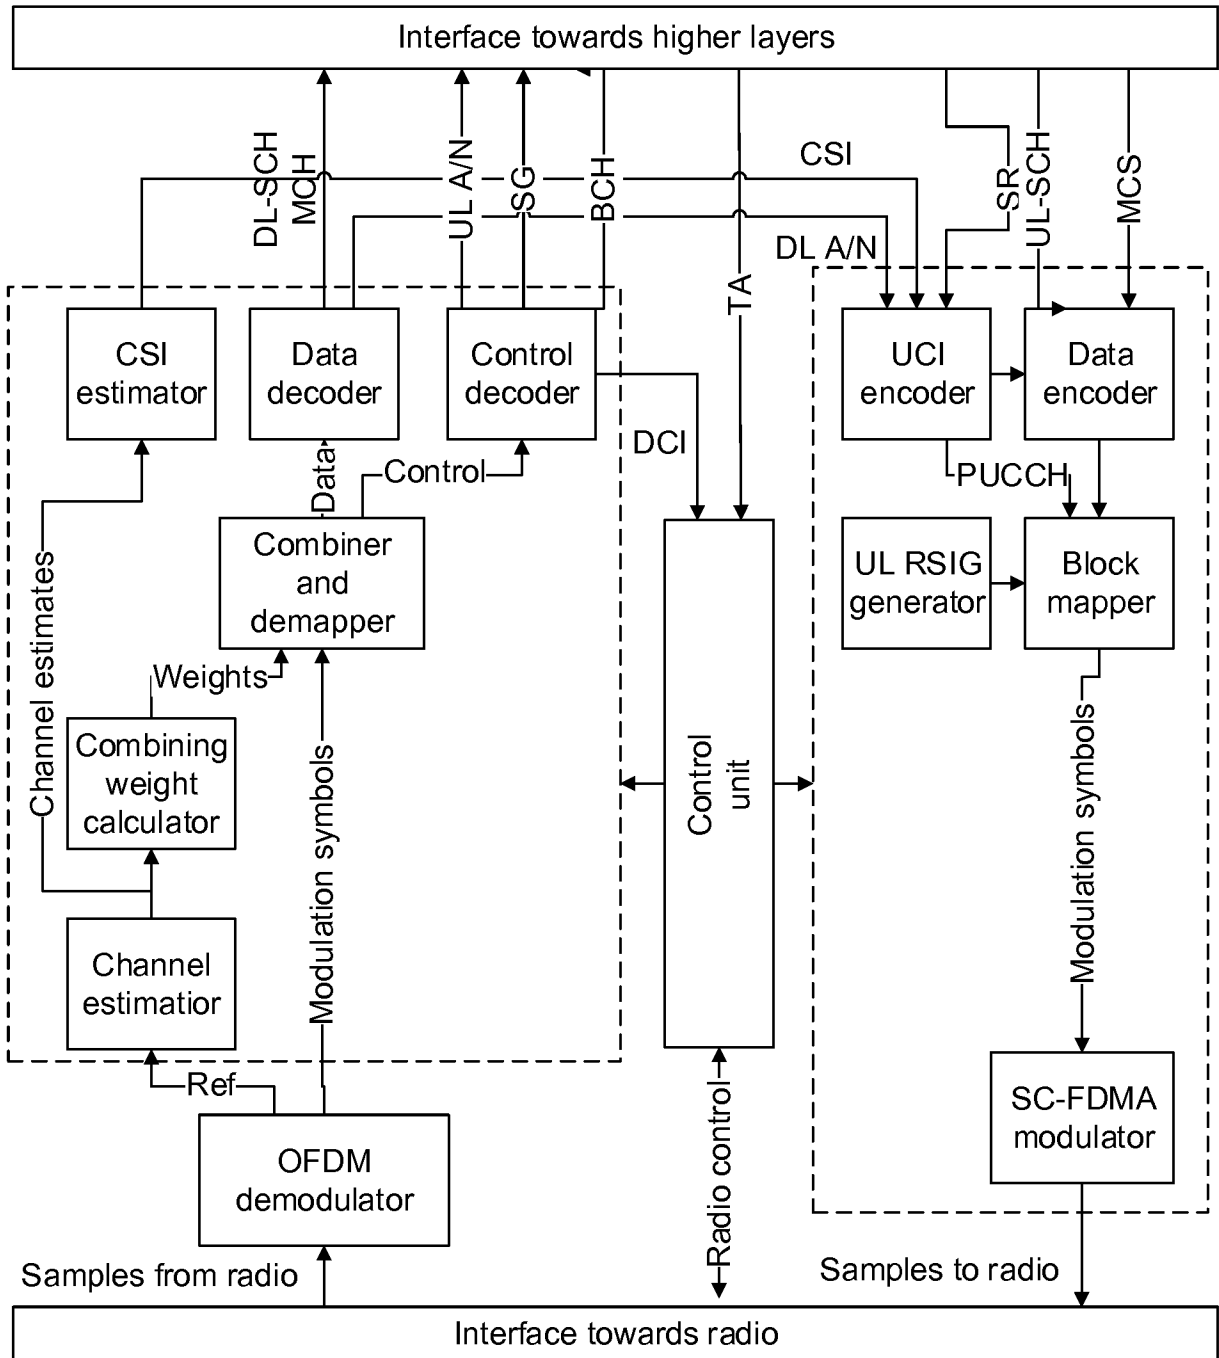 Interface towards higher layers
DL-SCH
MCH
UL A/N
SG
BCH
CSI
SR
UL-SCH
MCS
DL A/N
TA
CSI
estimator
Data
decoder
Control
decoder
UCI
encoder
Data
encoder
DCI
Control
Data
PUCCH
Combiner
and
demapper
UL RSIG
generator
Block
mapper
Channel estimates
Weights
Combining
weight
calculator
Modulation symbols
Control
unit
Modulation symbols
Channel
estimatior
Ref
SC-FDMA
modulator
OFDM
demodulator
Radio control
Samples from radio
Samples to radio
Interface towards radio